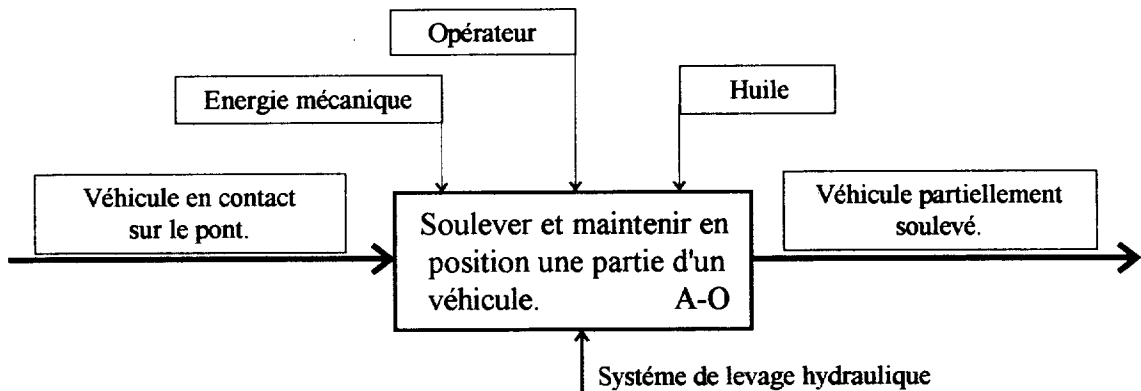 Opérateur
Energie mécanique
Huile
Véhicule en contact
sur le pont.
Soulever et maintenir en
position une partie d'un
véhicule. A-O
Véhicule partiellement
soulevé.
Systéme de levage hydraulique